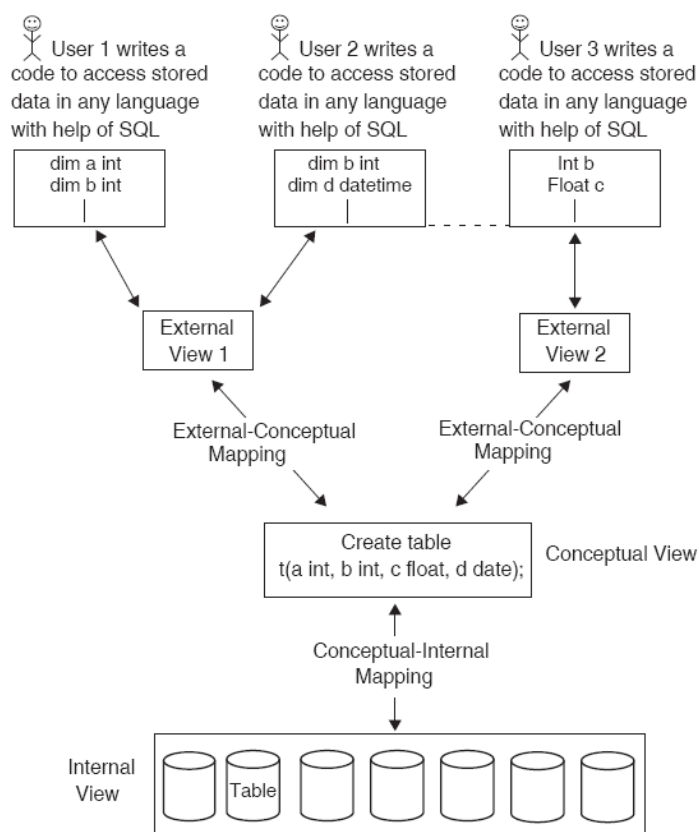 User 1 writes a
code to access stored
data in any language
with help of SQL
dim a int
dim b int
User 2 writes a
code to access stored
data in any language
with help of SQL
dim b int
dim d datetime
User 3 writes a
code to access stored
data in any language
with help of SQL
Int b
Float c
External
View 1
External
View 2
External-Conceptual
Mapping
External-Conceptual
Mapping
Create table
t(a int, b int, c float, d date);
Conceptual View
Conceptual-Internal
Mapping
Internal
View
Table